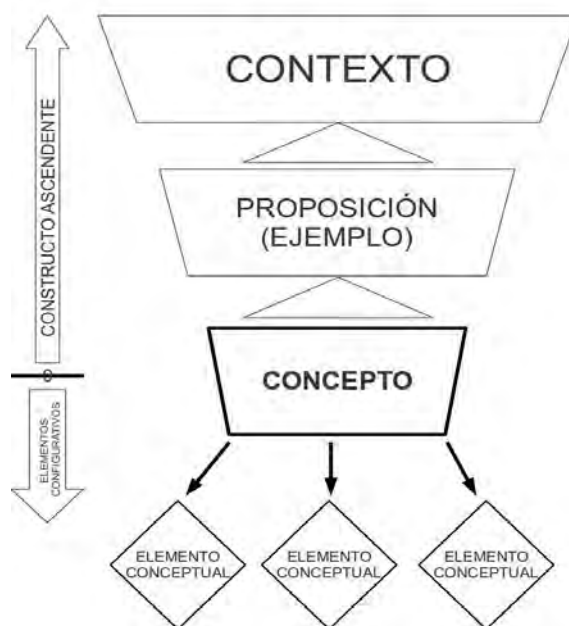 CONTEXTO
CONSTRUCTO ASCENDENTE
PROPOSICIÓN
(EJEMPLO)
CONCEPTO
ELEMENTOS
CONFIGURATIVOS
ELEMENTO
CONCEPTUAL
ELEMENTO
CONCEPTUAL
ELEMENTO
CONCEPTUAL